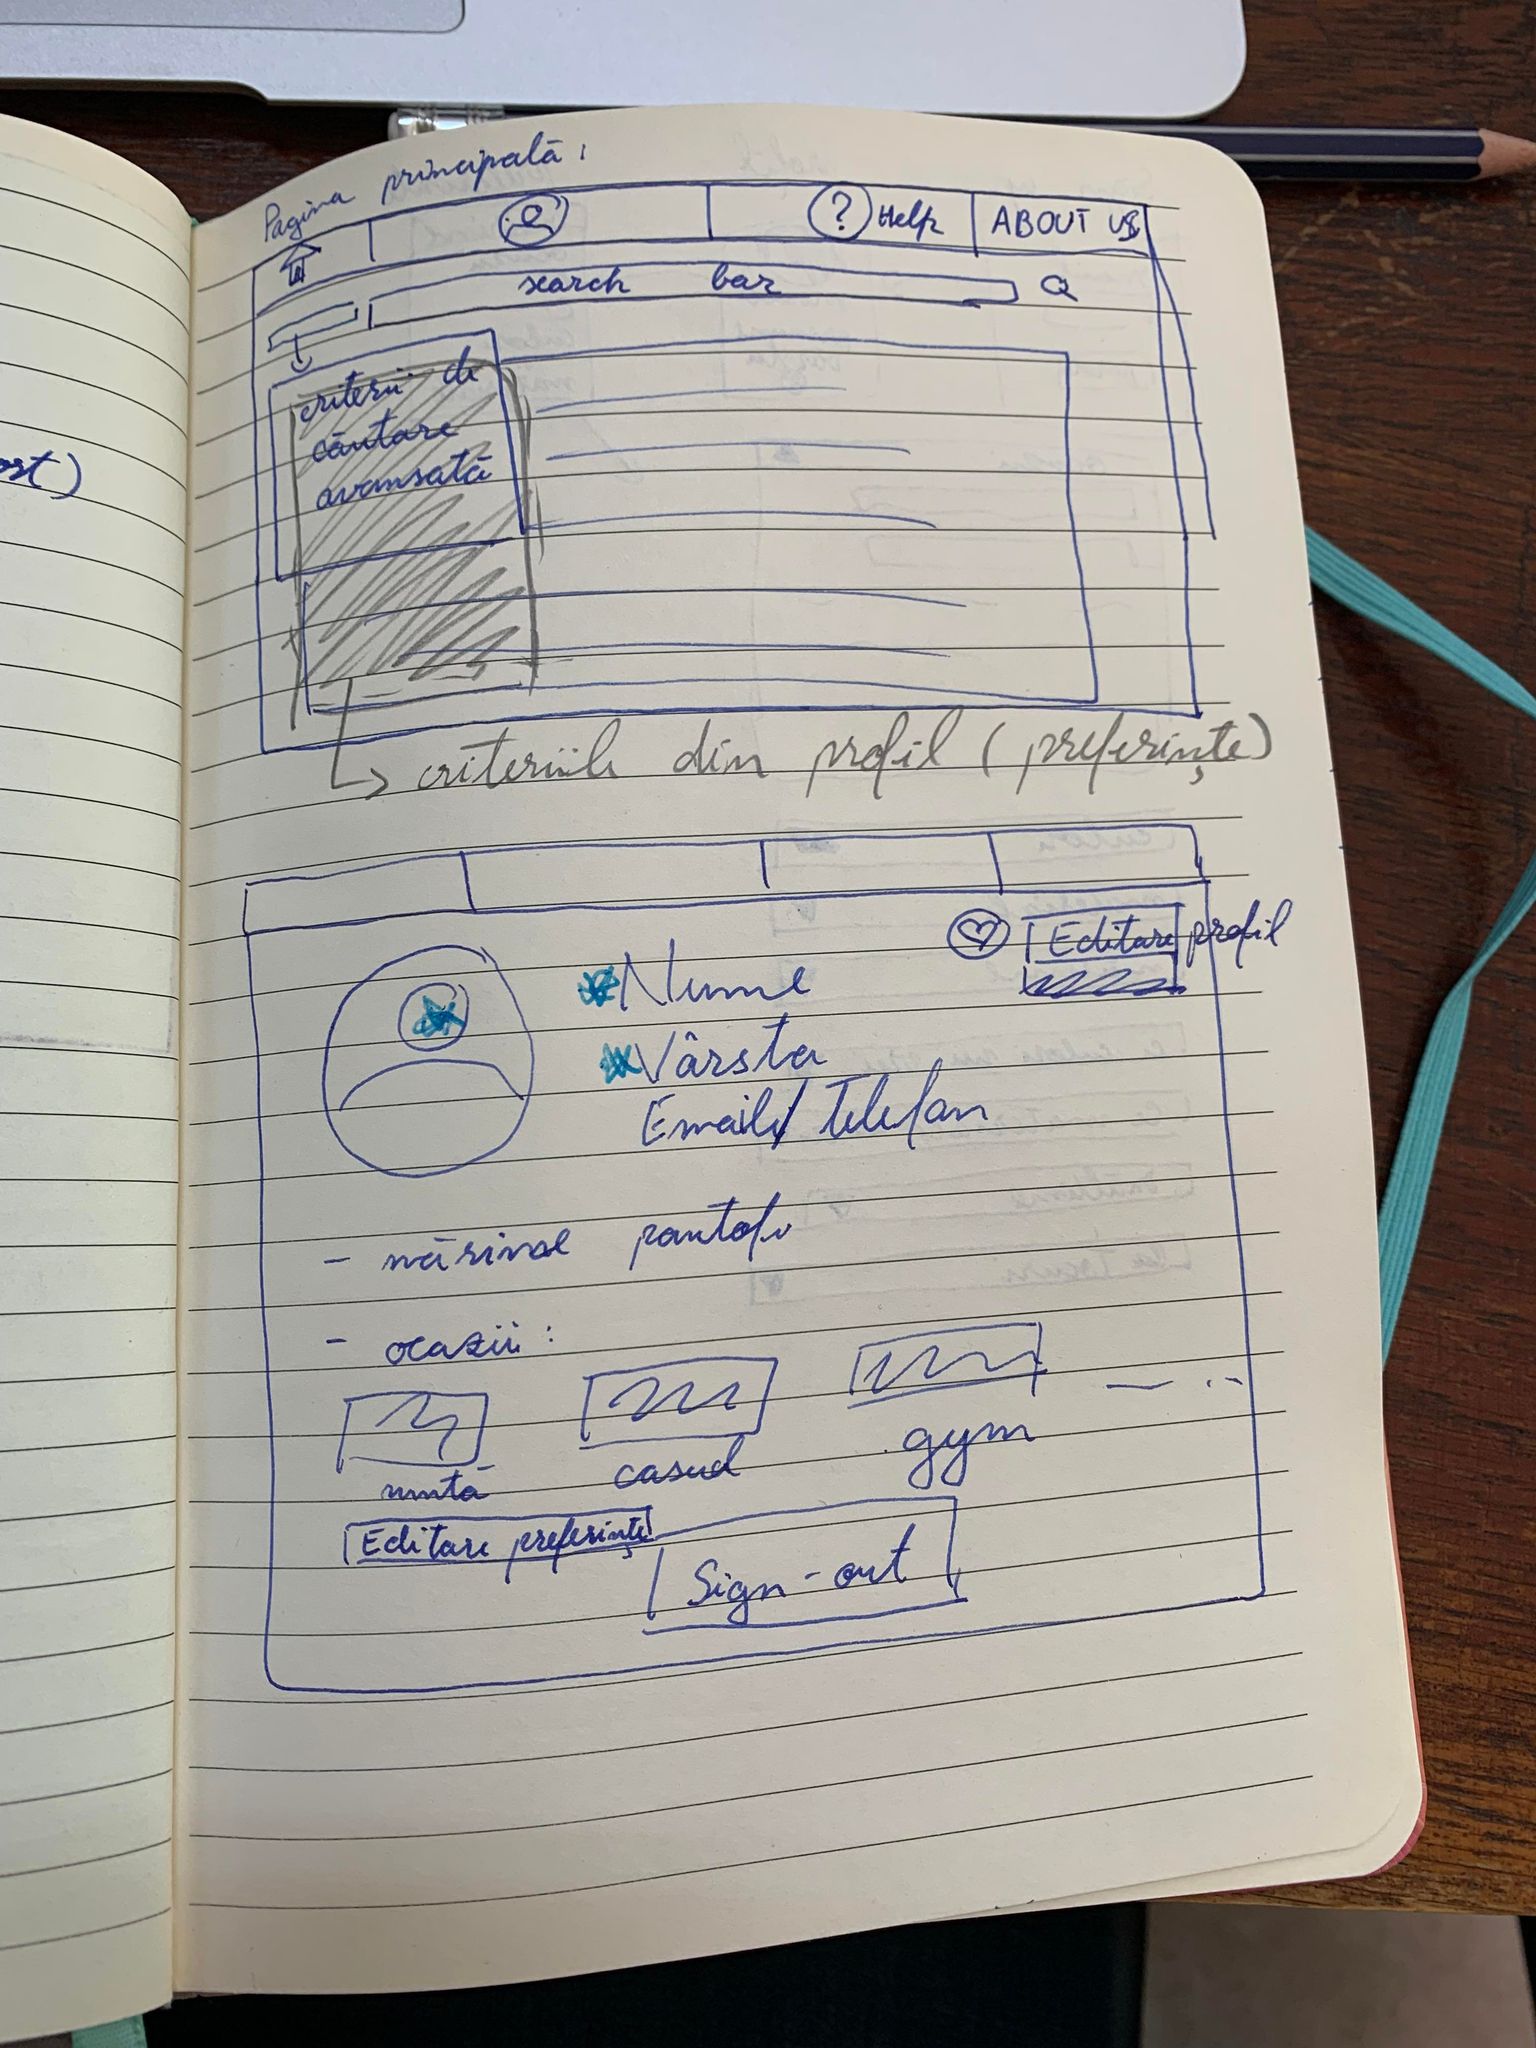 Pagina principală:
? Help
ABOUT US
search bar
criterii de
căutare
avansată
ost)
criteriile din profil (preferințe)
Editare profil
Nume
Vârsta
Email/Telefon
- mărime pantofi
- ocazii:
nuntă
casual
gym
Editare preferințe
Sign-out